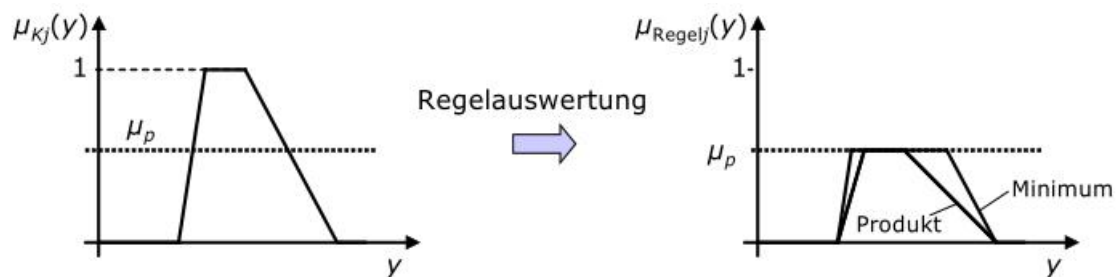 μKj(y)
1
μp
y
Regelauswertung
μRegelj(y)
1
μp
Minimum
Produkt
y